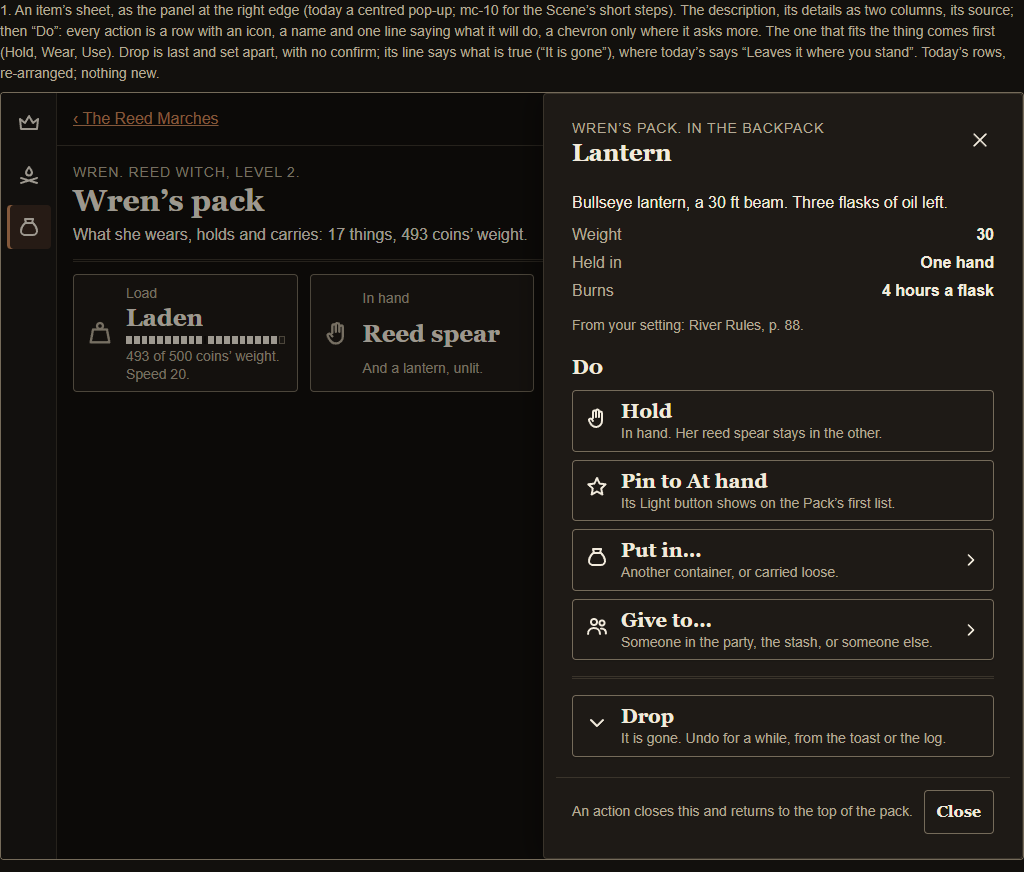 1. An item’s sheet, as the panel at the right edge (today a centred pop-up; mc-10 for the Scene’s short steps). The description, its details as two columns, its source;
then “Do”: every action is a row with an icon, a name and one line saying what it will do, a chevron only where it asks more. The one that fits the thing comes first
(Hold, Wear, Use). Drop is last and set apart, with no confirm; its line says what is true (“It is gone”), where today’s says “Leaves it where you stand”. Today’s rows,
re-arranged; nothing new.
‹ The Reed Marches
WREN. REED WITCH, LEVEL 2.
Wren’s pack
What she wears, holds and carries: 17 things, 493 coins’ weight.
Load
Laden
493 of 500 coins’ weight.
Speed 20.
In hand
Reed spear
And a lantern, unlit.
WREN’S PACK. IN THE BACKPACK
Lantern
Bullseye lantern, a 30 ft beam. Three flasks of oil left.
Weight 30
Held in One hand
Burns 4 hours a flask
From your setting: River Rules, p. 88.
Do
Hold
In hand. Her reed spear stays in the other.
Pin to At hand
Its Light button shows on the Pack’s first list.
Put in…
Another container, or carried loose.
Give to…
Someone in the party, the stash, or someone else.
Drop
It is gone. Undo for a while, from the toast or the log.
An action closes this and returns to the top of the pack.
Close